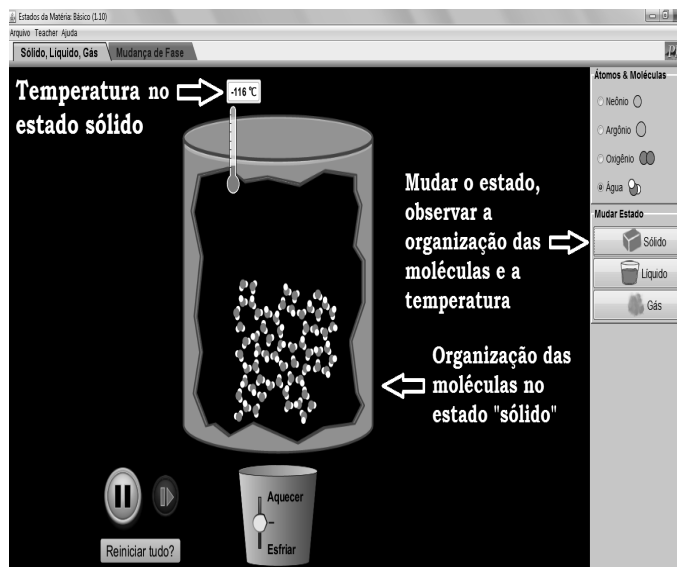 Estados da Matéria: Básico (1.10)
Arquivo Teacher Ajuda
Sólido, Líquido, Gás
Mudança de Fase
Temperatura no
estado sólido
-116 °C
Átomos & Moléculas
Neônio
Argônio
Oxigênio
Água
Mudar o estado,
observar a
organização das
moléculas e a
temperatura
Mudar Estado
Sólido
Líquido
Gás
Organização das
moléculas no
estado "sólido"
Aquecer
Esfriar
Reiniciar tudo?